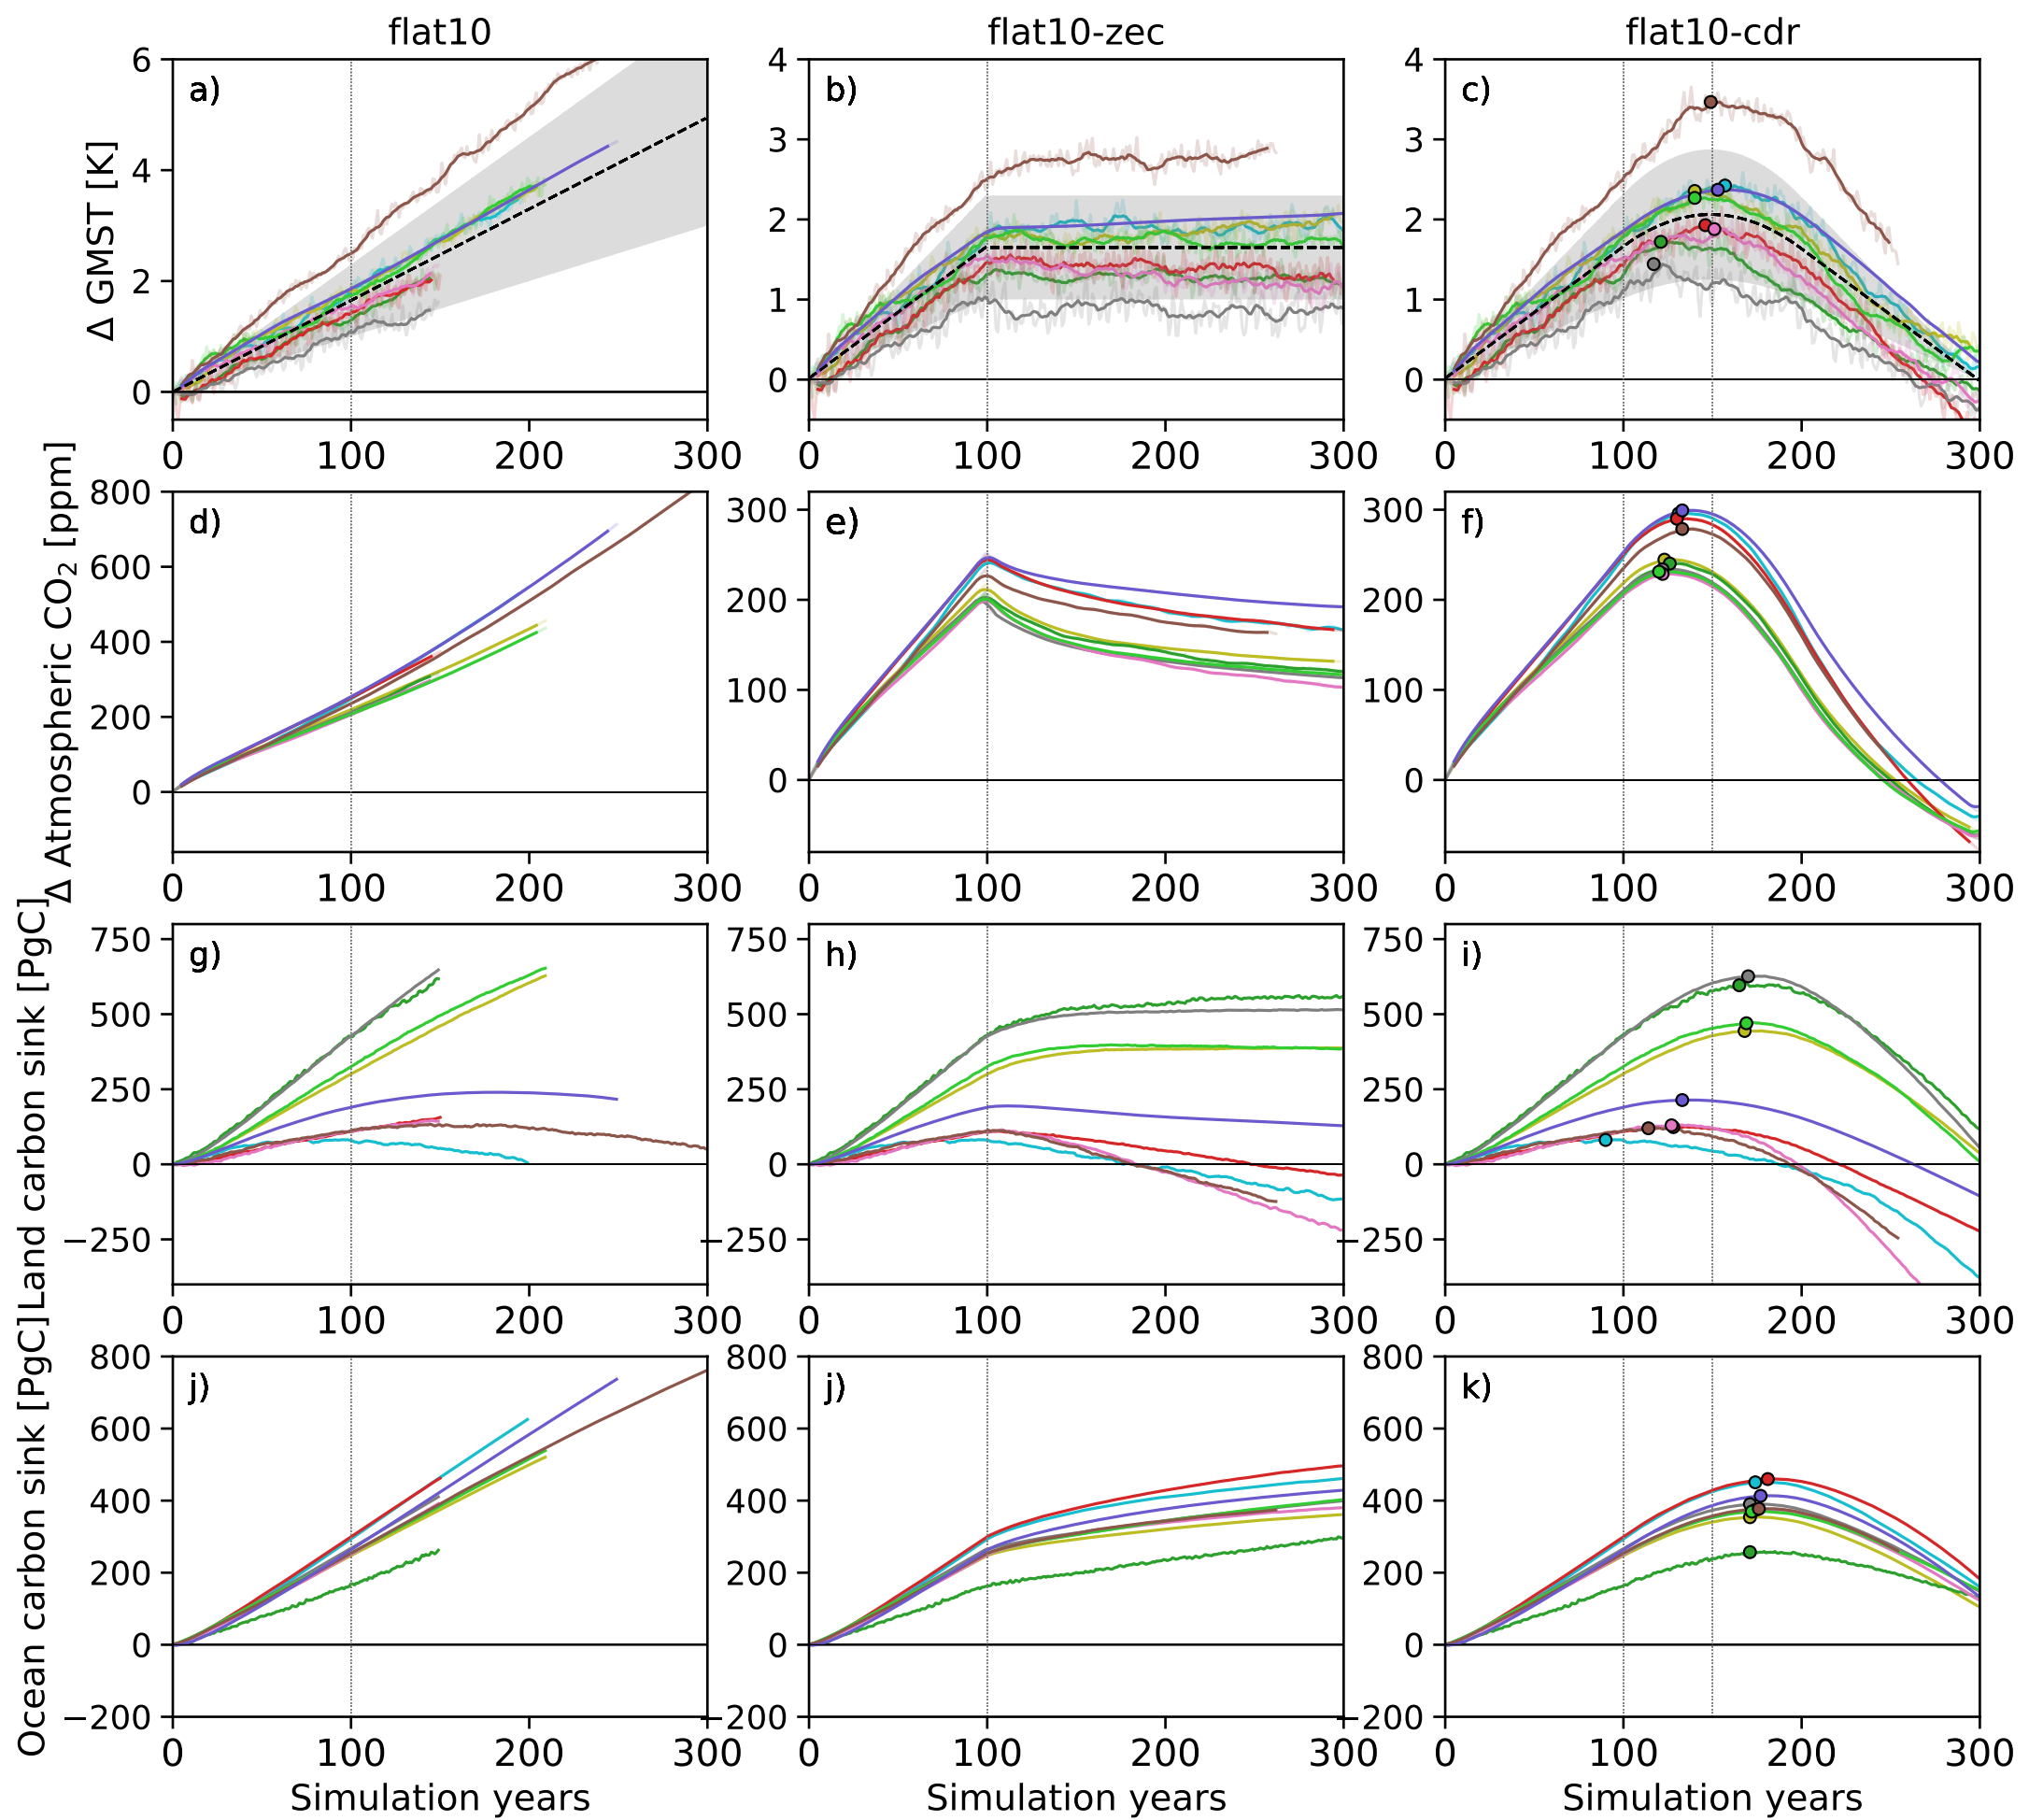 flat10 flat10-zec flat10-cdr
Δ GMST [K]
a)
6
4
2
0
0 100 200 300
b)
4
3
2
1
0
0 100 200 300
c)
4
3
2
1
0
0 100 200 300
Δ Atmospheric CO₂ [ppm]
d)
800
600
400
200
0
0 100 200 300
e)
300
200
100
0
0 100 200 300
f)
300
200
100
0
0 100 200 300
Land carbon sink [PgC]
g)
750
500
250
0
−250
0 100 200 300
h)
750
500
250
0
−250
0 100 200 300
i)
750
500
250
0
−250
0 100 200 300
Ocean carbon sink [PgC]
j)
800
600
400
200
0
−200
0 100 200 300
Simulation years
j)
800
600
400
200
0
−200
0 100 200 300
Simulation years
k)
800
600
400
200
0
−200
0 100 200 300
Simulation years